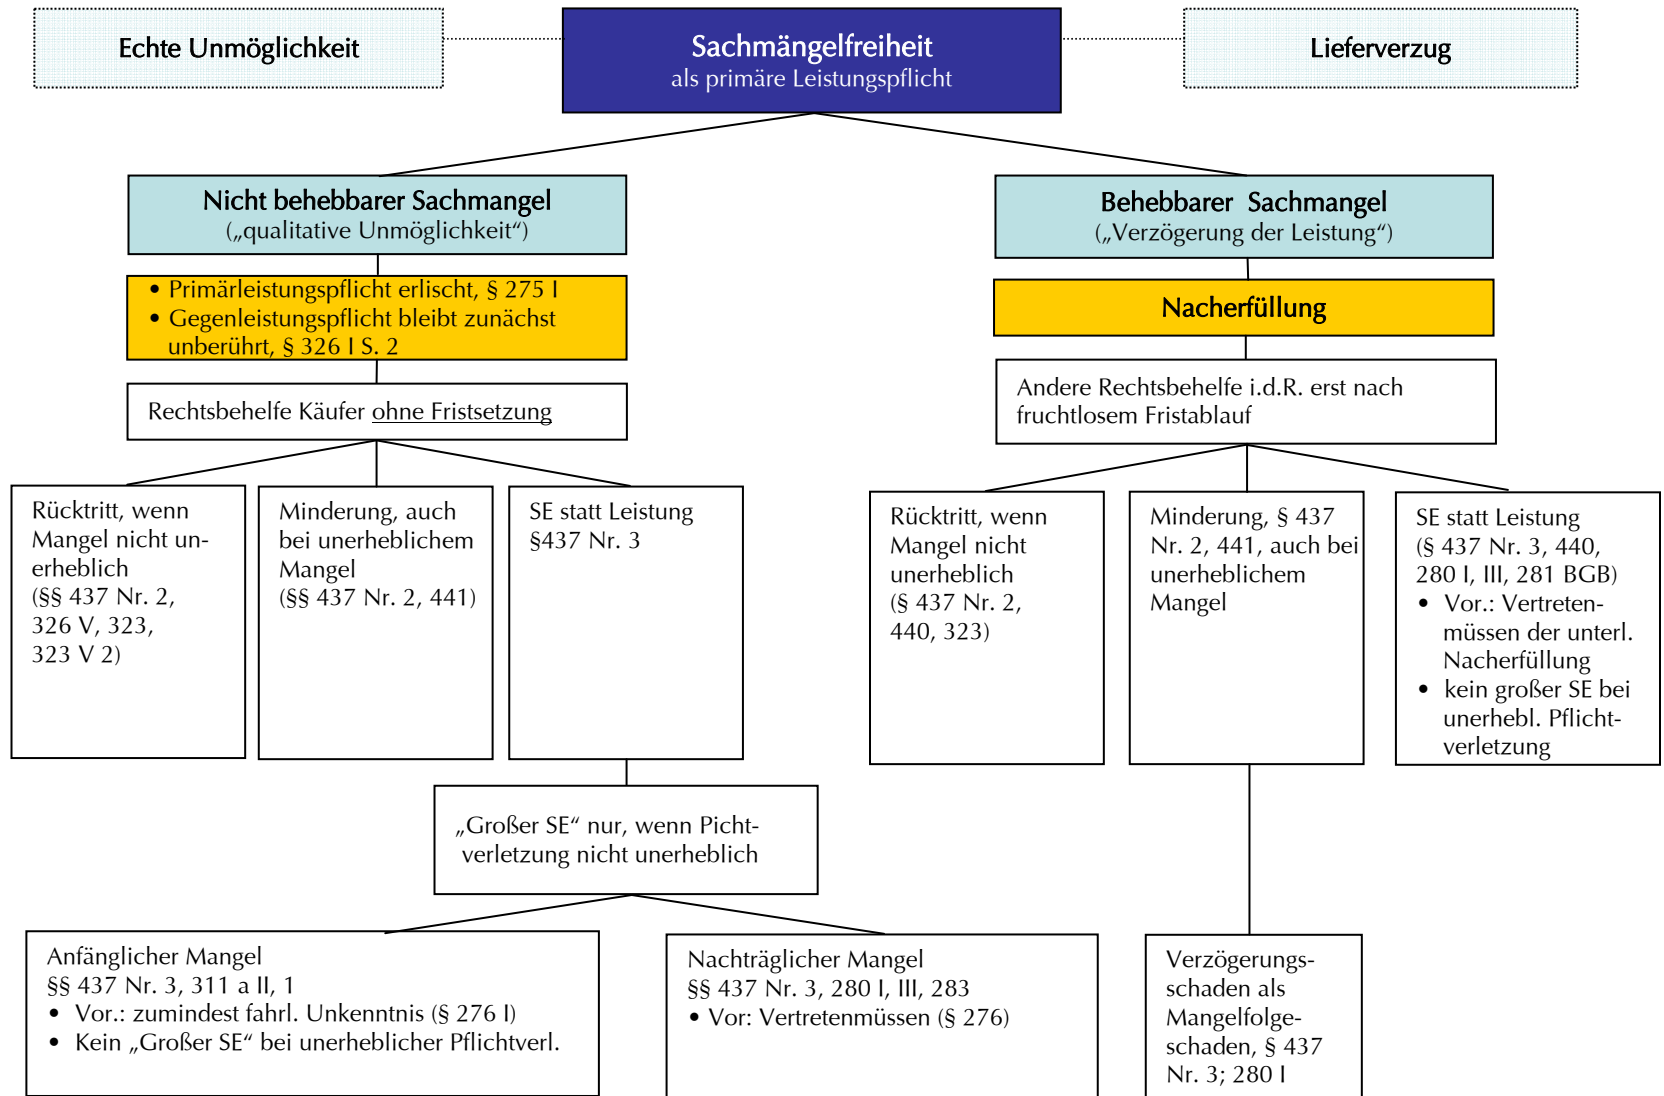 Echte Unmöglichkeit
Sachmängelfreiheit
als primäre Leistungspflicht
Lieferverzug
Nicht behebbarer Sachmangel
(„qualitative Unmöglichkeit“)
• Primärleistungspflicht erlischt, § 275 I
• Gegenleistungspflicht bleibt zunächst
unberührt, § 326 I S. 2
Rechtsbehelfe Käufer ohne Fristsetzung
Rücktritt, wenn
Mangel nicht un-
erheblich
(§§ 437 Nr. 2,
326 V, 323,
323 V 2)
Minderung, auch
bei unerheblichem
Mangel
(§§ 437 Nr. 2, 441)
SE statt Leistung
§437 Nr. 3
„Großer SE“ nur, wenn Picht-
verletzung nicht unerheblich
Anfänglicher Mangel
§§ 437 Nr. 3, 311 a II, 1
• Vor.: zumindest fahrl. Unkenntnis (§ 276 I)
• Kein „Großer SE“ bei unerheblicher Pflichtverl.
Nachträglicher Mangel
§§ 437 Nr. 3, 280 I, III, 283
• Vor: Vertretenmüssen (§ 276)
Behebbarer Sachmangel
(„Verzögerung der Leistung“)
Nacherfüllung
Andere Rechtsbehelfe i.d.R. erst nach
fruchtlosem Fristablauf
Rücktritt, wenn
Mangel nicht
unerheblich
(§ 437 Nr. 2,
440, 323)
Minderung, § 437
Nr. 2, 441, auch bei
unerheblichem
Mangel
SE statt Leistung
(§ 437 Nr. 3, 440,
280 I, III, 281 BGB)
• Vor.: Vertreten-
müssen der unterl.
Nacherfüllung
• kein großer SE bei
unerhebl. Pflicht-
verletzung
Verzögerungs-
schaden als
Mangelfolge-
schaden, § 437
Nr. 3; 280 I